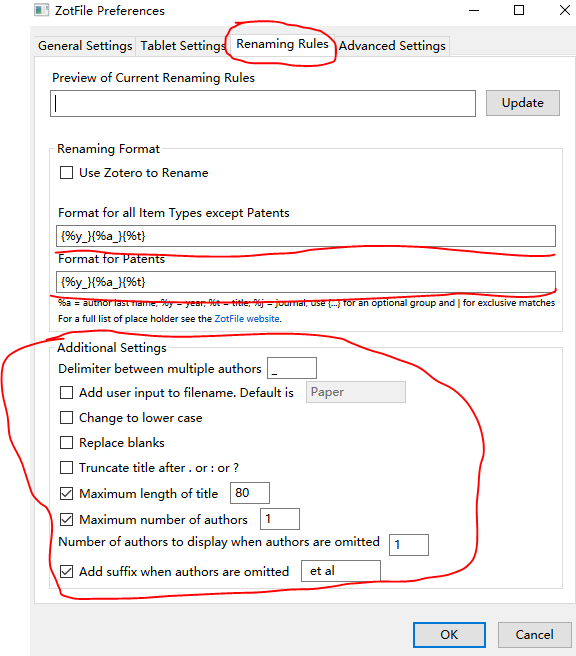 ZotFile Preferences
General Settings Tablet Settings Renaming Rules Advanced Settings
Preview of Current Renaming Rules
Update
Renaming Format
Use Zotero to Rename
Format for all Item Types except Patents
{%y_}{%a_}{%t}
Format for Patents
{%y_}{%a_}{%t}
%a = author last name, %y = year, %t = title, %j = journal, use {...} for an optional group and | for exclusive matches
For a full list of place holder see the ZotFile website.
Additional Settings
Delimiter between multiple authors _
Add user input to filename. Default is Paper
Change to lower case
Replace blanks
Truncate title after . or : or ?
Maximum length of title 80
Maximum number of authors 1
Number of authors to display when authors are omitted 1
Add suffix when authors are omitted et al
OK Cancel